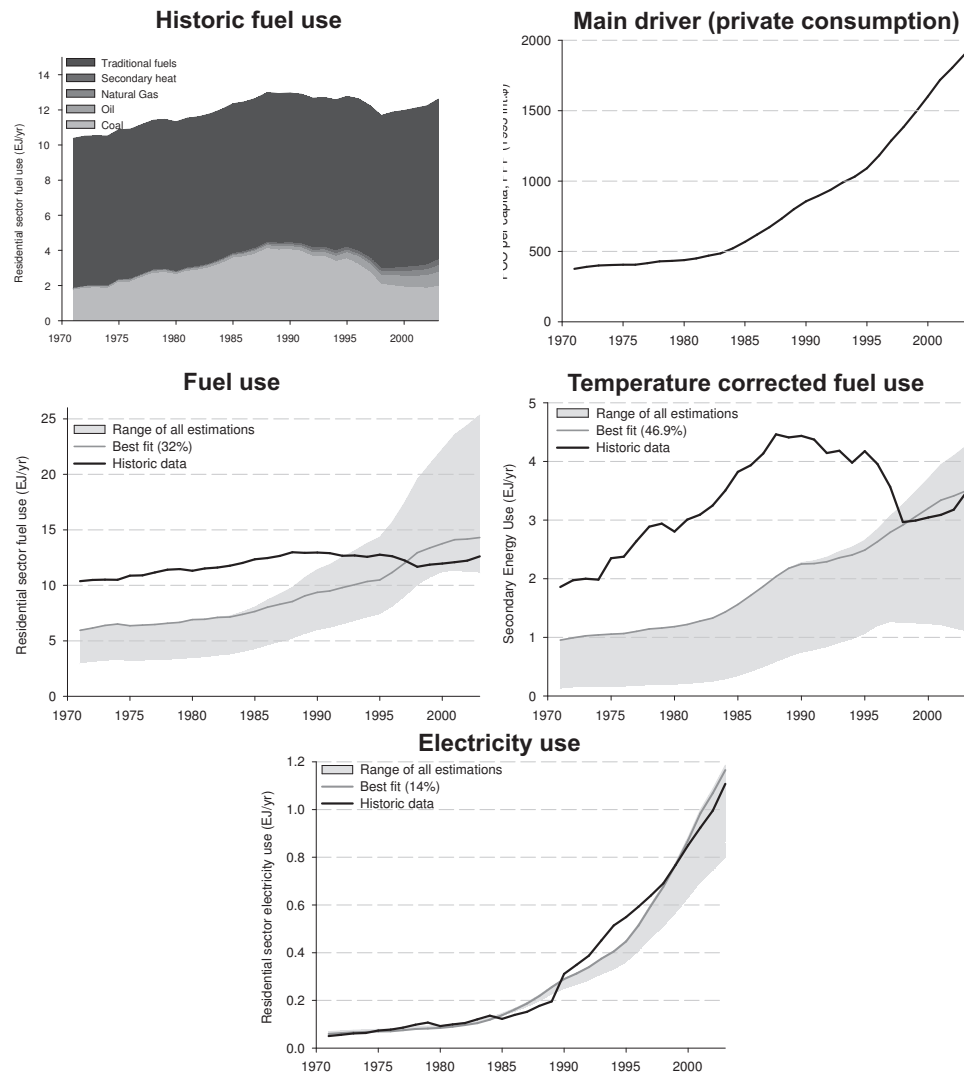 Historic fuel use
Residential sector fuel use (EJ/yr)
14
12
10
8
6
4
2
0
Traditional fuels
Secondary heat
Natural Gas
Oil
Coal
1970 1975 1980 1985 1990 1995 2000
Main driver (private consumption)
per capita,
2000
1500
1000
500
0
1970 1975 1980 1985 1990 1995 2000
Fuel use
Residential sector fuel use (EJ/yr)
25
20
15
10
5
0
Range of all estimations
Best fit (32%)
Historic data
1970 1975 1980 1985 1990 1995 2000
Temperature corrected fuel use
Secondary Energy Use (EJ/yr)
5
4
3
2
1
0
Range of all estimations
Best fit (46.9%)
Historic data
1970 1975 1980 1985 1990 1995 2000
Electricity use
Residential sector electricity use (EJ/yr)
1.2
1.0
0.8
0.6
0.4
0.2
0.0
Range of all estimations
Best fit (14%)
Historic data
1970 1975 1980 1985 1990 1995 2000